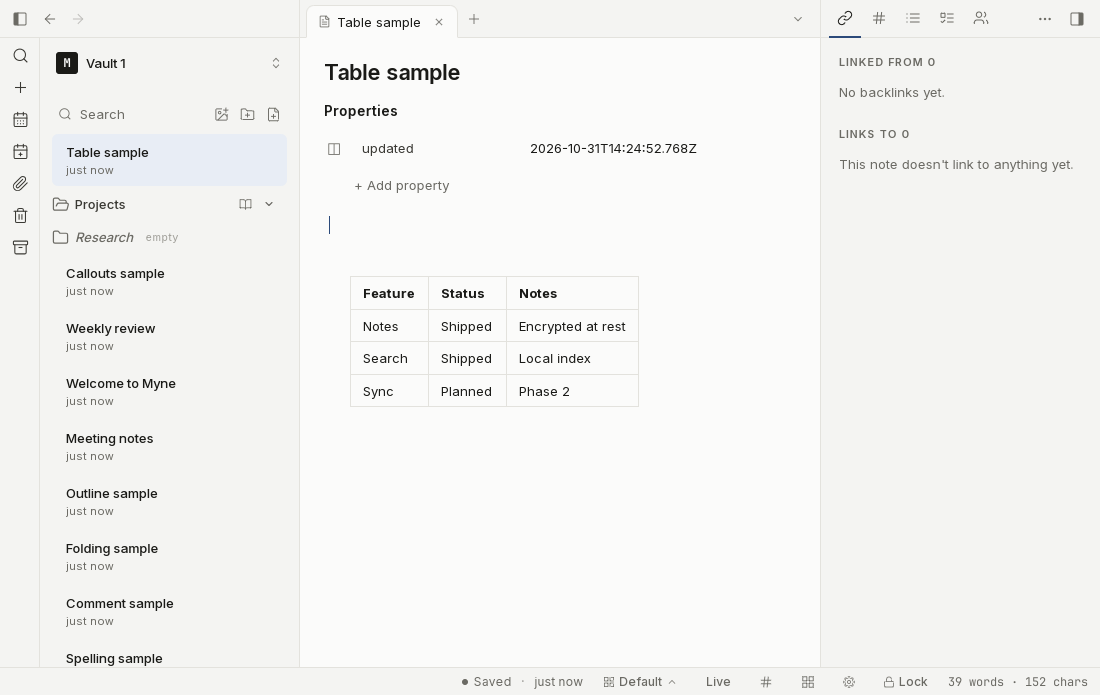 Table sample
M Vault 1
Search
Table sample
just now
Projects
Research empty
Callouts sample
just now
Weekly review
just now
Welcome to Myne
just now
Meeting notes
just now
Outline sample
just now
Folding sample
just now
Comment sample
just now
Spelling sample
Table sample
Properties
updated 2026-10-31T14:24:52.768Z
+ Add property
Feature Status Notes
Notes Shipped Encrypted at rest
Search Shipped Local index
Sync Planned Phase 2
LINKED FROM 0
No backlinks yet.
LINKS TO 0
This note doesn't link to anything yet.
Saved · just now Default Live Lock 39 words · 152 chars